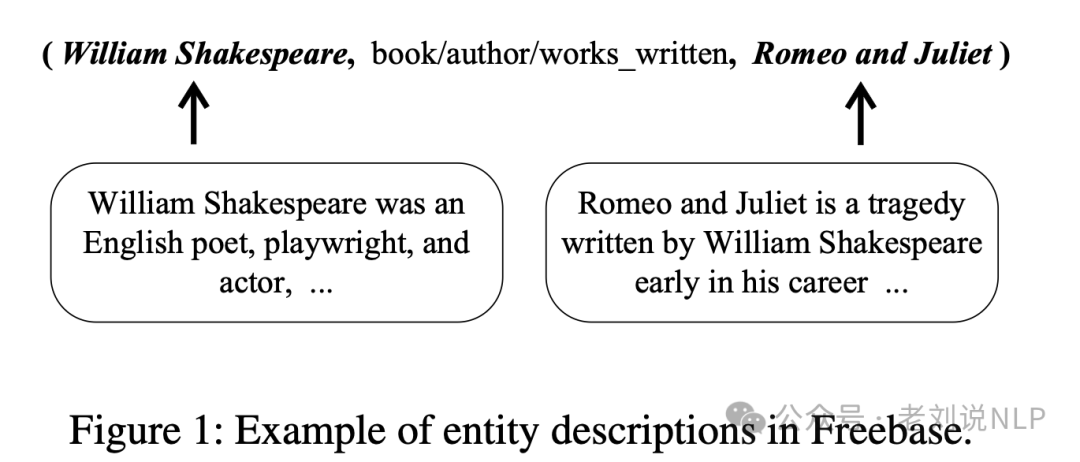 ( William Shakespeare, book/author/works_written, Romeo and Juliet )
William Shakespeare was an
English poet, playwright, and
actor, ...
Romeo and Juliet is a tragedy
written by William Shakespeare
early in his career ...
公众号 · 老刘说NLP
Figure 1: Example of entity descriptions in Freebase.